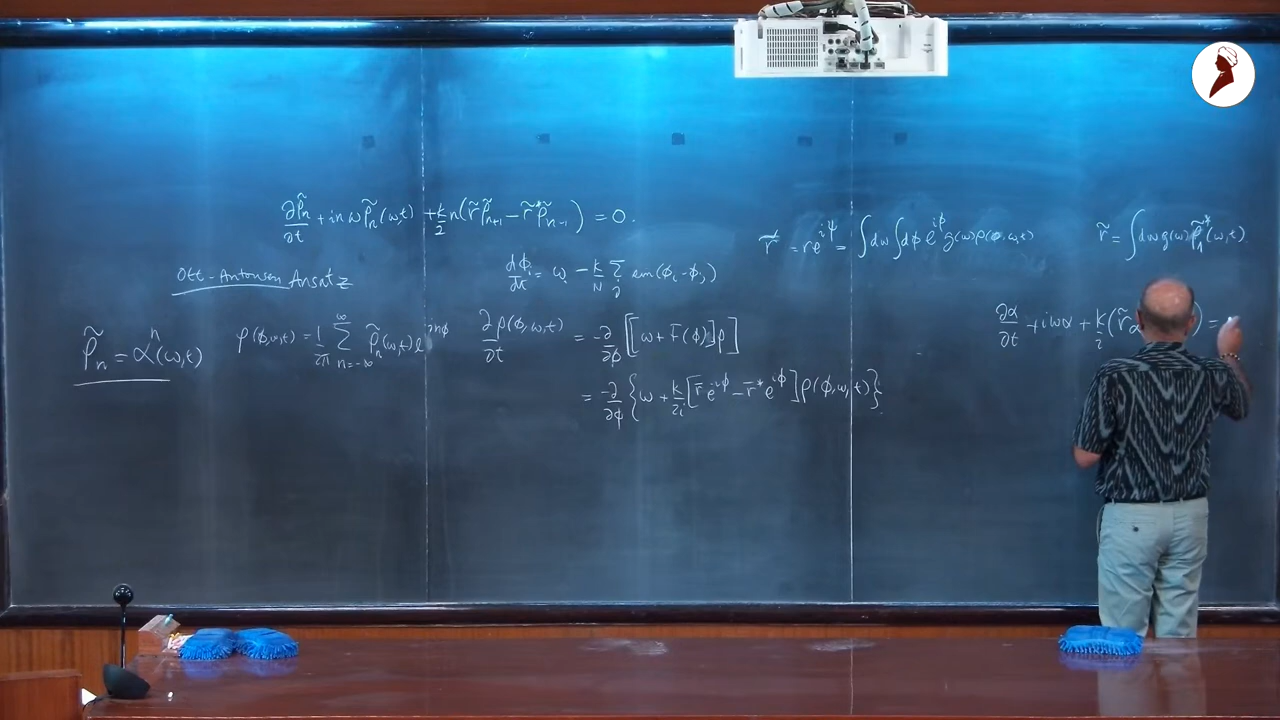 ∂ρ̃ₙ/∂t + inω ρ̃ₙ(ω,t) + k/2 n(r̃ρ̃ₙ₊₁ − r̃*ρ̃ₙ₋₁) = 0.
r̃ = re^{iψ} = ∫dω∫dφ e^{iφ} g(ω)ρ(φ,ω,t)
r̃ = ∫dω g(ω) ρ̃₁*(ω,t)
Ott-Antonsen Ansatz
dφᵢ/dt = ωᵢ − k/N Σⱼ sin(φᵢ−φⱼ)
ρ̃ₙ = αⁿ(ω,t)
ρ(φ,ω,t) = 1/2π Σ_{n=-∞}^{∞} ρ̃ₙ(ω,t) e^{inφ}
∂ρ(φ,ω,t)/∂t = −∂/∂φ [[ω + F(φ)]ρ]
= −∂/∂φ {ω + k/2i [r̃ e^{-iφ} − r̃* e^{iφ}] ρ(φ,ω,t)}
∂α/∂t + iωα + k/2 (r̃α ) =